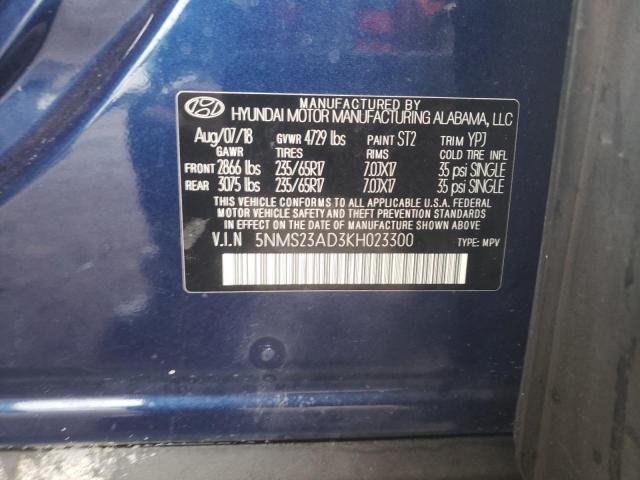 MANUFACTURED BY
HYUNDAI MOTOR MANUFACTURING ALABAMA, LLC
Aug/07/18 GVWR 4729 lbs PAINT ST2 TRIM YPJ
GAWR TIRES RIMS COLD TIRE INFL
FRONT 2866 lbs 235/65R17 7.0JX17 35 psi SINGLE
REAR 3075 lbs 235/65R17 7.0JX17 35 psi SINGLE
THIS VEHICLE CONFORMS TO ALL APPLICABLE U.S.A. FEDERAL
MOTOR VEHICLE SAFETY AND THEFT PREVENTION STANDARDS
IN EFFECT ON THE DATE OF MANUFACTURE SHOWN ABOVE.
V.I.N 5NMS23AD3KH023300 TYPE: MPV